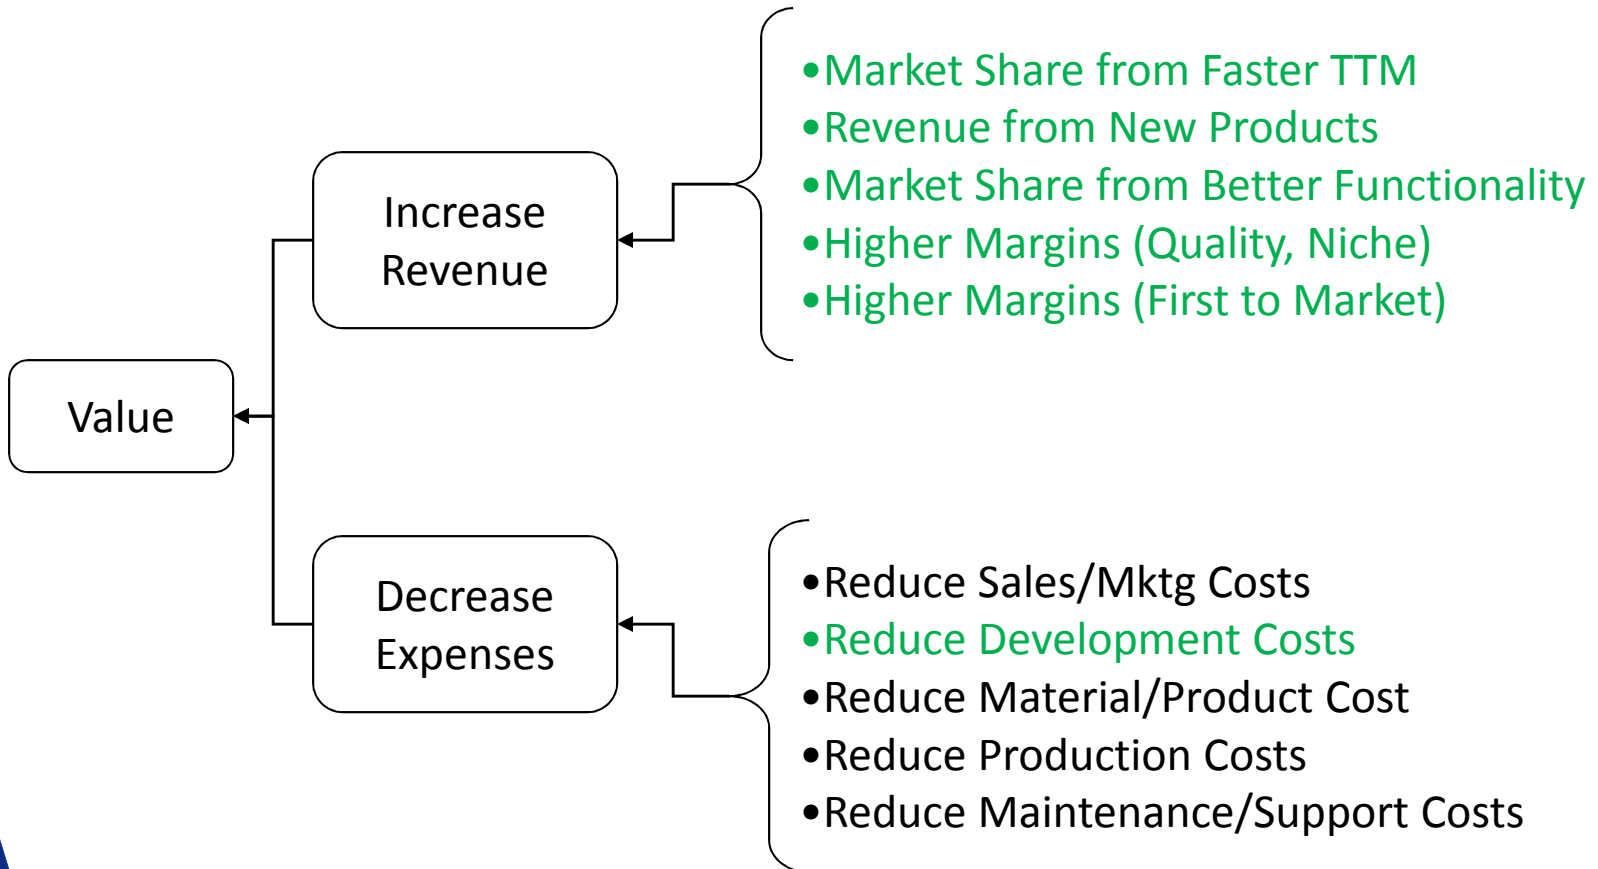 •Market Share from Faster TTM
•Revenue from New Products
•Market Share from Better Functionality
•Higher Margins (Quality, Niche)
•Higher Margins (First to Market)
Increase
Revenue
Value
Decrease
Expenses
•Reduce Sales/Mktg Costs
•Reduce Development Costs
•Reduce Material/Product Cost
•Reduce Production Costs
•Reduce Maintenance/Support Costs